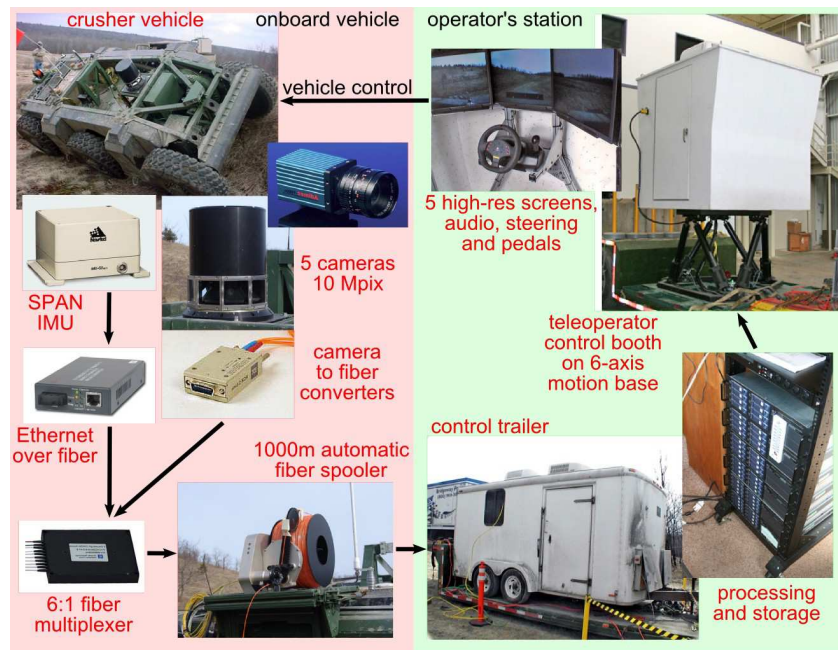 crusher vehicle
onboard vehicle
operator's station
vehicle control
5 high-res screens,
audio, steering
and pedals
5 cameras
10 Mpix
SPAN
IMU
teleoperator
control booth
on 6-axis
motion base
camera
to fiber
converters
Ethernet
over fiber
1000m automatic
fiber spooler
control trailer
6:1 fiber
multiplexer
processing
and storage